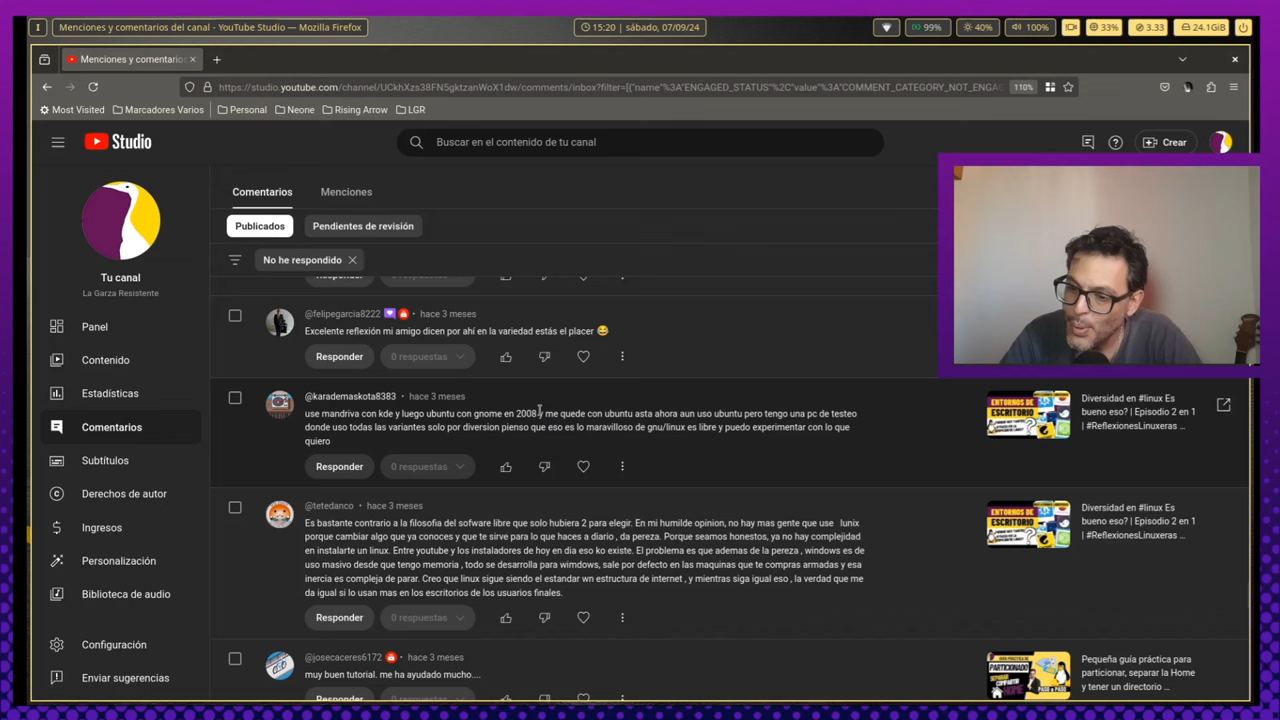 I
Menciones y comentarios del canal - YouTube Studio — Mozilla Firefox
15:20 | sábado, 07/09/24
99%
40%
100%
33%
3.33
24.1GiB
Menciones y comentario
https://studio.youtube.com/channel/UCkhXzs38FN5gktzanWoX1dw/comments/inbox?filter=[{"name"%3A"ENGAGED_STATUS"%2C"value"%3A"COMMENT_CATEGORY_NOT_ENGA
110%
Most Visited
Marcadores Varios
Personal
Neone
Rising Arrow
LGR
Studio
Buscar en el contenido de tu canal
Crear
Tu canal
La Garza Resistente
Panel
Contenido
Estadísticas
Comentarios
Subtítulos
Derechos de autor
Ingresos
Personalización
Biblioteca de audio
Configuración
Enviar sugerencias
Comentarios
Menciones
Publicados
Pendientes de revisión
No he respondido
@felipegarcia8222 • hace 3 meses
Excelente reflexión mi amigo dicen por ahí en la variedad estás el placer 😂
Responder
0 respuestas
@karademaskota8383 • hace 3 meses
use mandriva con kde y luego ubuntu con gnome en 2008 y me quede con ubuntu asta ahora aun uso ubuntu pero tengo una pc de testeo
donde uso todas las variantes solo por diversion pienso que eso es lo maravilloso de gnu/linux es libre y puedo experimentar con lo que
quiero
Responder
0 respuestas
ENTORNOS DE
ESCRITORIO
Diversidad en #linux Es
bueno eso? | Episodio 2 en
1 | #ReflexionesLinuxeras ...
@tetedanco • hace 3 meses
Es bastante contrario a la filosofia del sofware libre que solo hubiera 2 para elegir. En mi humilde opinion, no hay mas gente que use lunix
porque cambiar algo que ya conoces y que te sirve para lo que haces a diario , da pereza. Porque seamos honestos, ya no hay complejidad
en instalarte un linux. Entre youtube y los instaladores de hoy en dia eso ko existe. El problema es que ademas de la pereza , windows es de
uso masivo desde que tengo memoria , todo se desarrolla para wimdows, sale por defecto en las maquinas que te compras armadas y esa
inercia es compleja de parar. Creo que linux sigue siendo el estandar wn estructura de internet , y mientras siga igual eso , la verdad que me
da igual si lo usan mas en los escritorios de los usuarios finales.
Responder
0 respuestas
ENTORNOS DE
ESCRITORIO
Diversidad en #linux Es
bueno eso? | Episodio 2 en
1 | #ReflexionesLinuxeras ...
@josecaceres6172 • hace 3 meses
muy buen tutorial. me ha ayudado mucho....
Pequeña guía práctica para
particionado, separar la Home
y tener un directorio ...